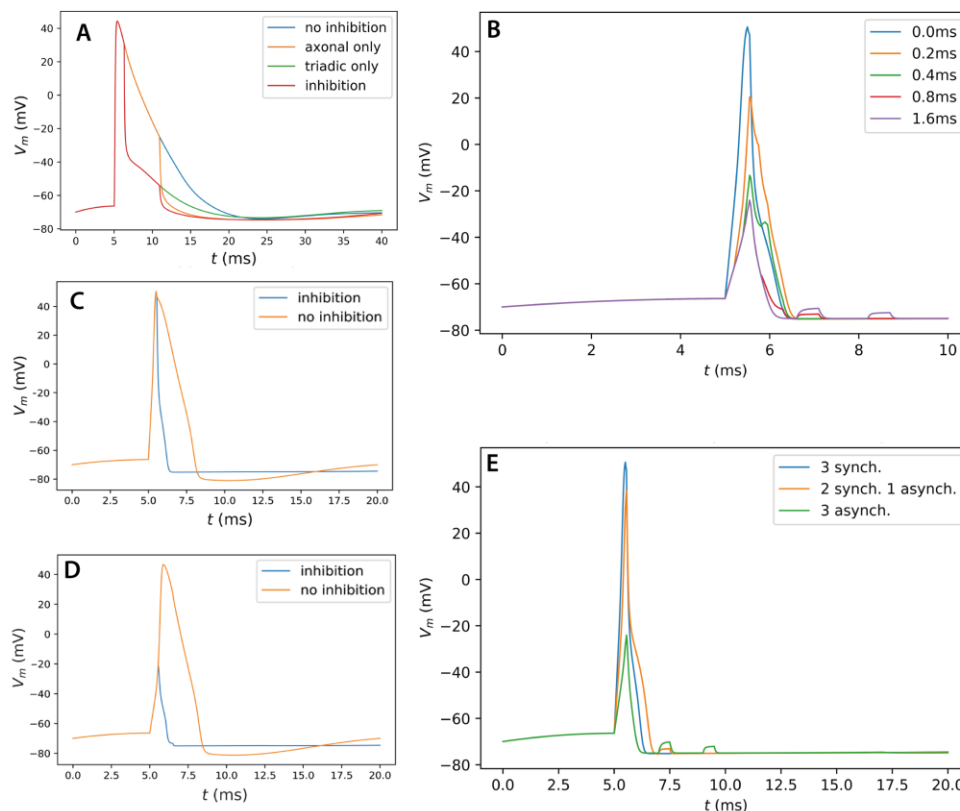 A
no inhibition
axonal only
triadic only
inhibition
40
20
0
−20
−40
−60
−80
V_m (mV)
0 5 10 15 20 25 30 35 40
t (ms)
B
0.0ms
0.2ms
0.4ms
0.8ms
1.6ms
40
20
0
−20
−40
−60
−80
V_m (mV)
0 2 4 6 8 10
t (ms)
C
inhibition
no inhibition
40
20
0
−20
−40
−60
−80
V_m (mV)
0.0 2.5 5.0 7.5 10.0 12.5 15.0 17.5 20.0
t (ms)
D
inhibition
no inhibition
40
20
0
−20
−40
−60
−80
V_m (mV)
0.0 2.5 5.0 7.5 10.0 12.5 15.0 17.5 20.0
t (ms)
E
3 synch.
2 synch. 1 asynch.
3 asynch.
40
20
0
−20
−40
−60
−80
V_m (mV)
0.0 2.5 5.0 7.5 10.0 12.5 15.0 17.5 20.0
t (ms)